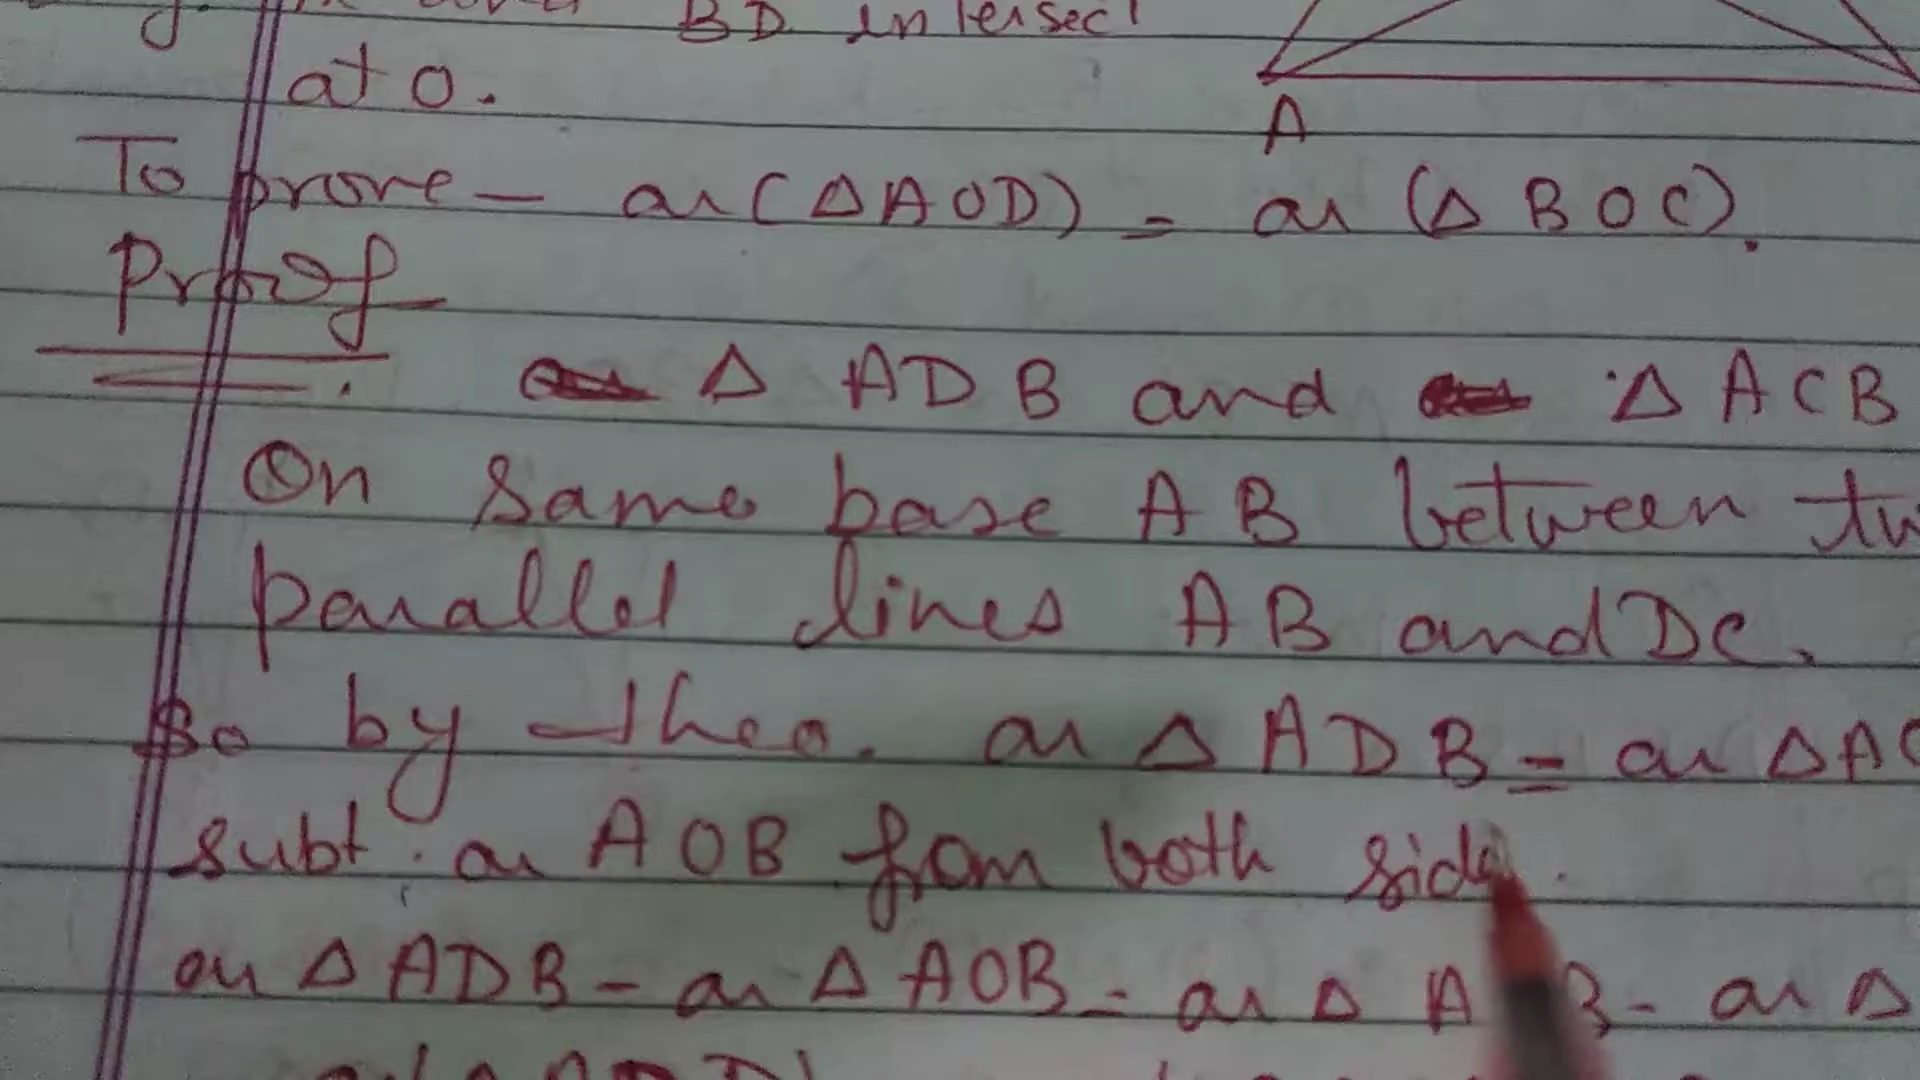 BD intersect
at O.
A
To prove - ar(ΔAOD) = ar (Δ BOC).
Proof
Δ ADB and Δ ACB
On same base AB between
parallel lines AB and DC.
So by theo. ar Δ ADB = ar Δ
subt. ar AOB from both side
ar Δ ADB - ar Δ AOB = ar Δ A B - ar Δ